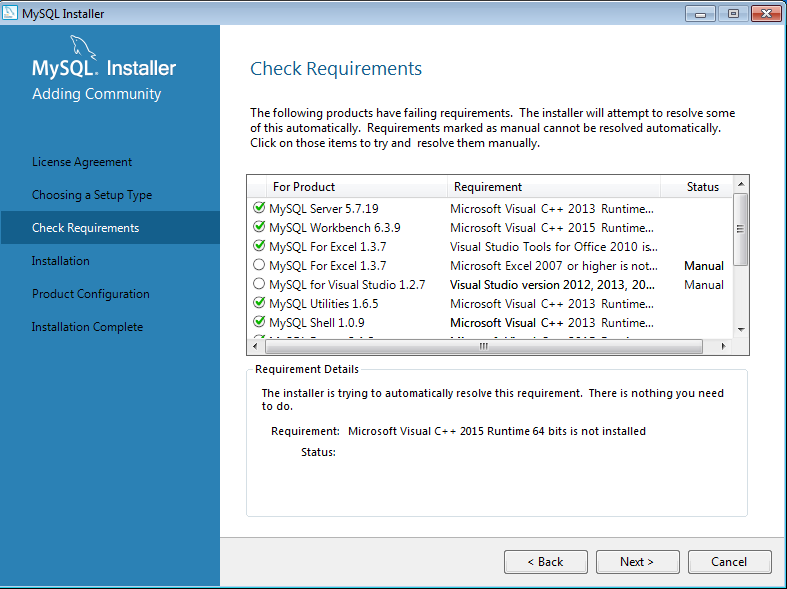 MySQL Installer
MySQL. Installer
Adding Community
License Agreement
Choosing a Setup Type
Check Requirements
Installation
Product Configuration
Installation Complete
Check Requirements
The following products have failing requirements. The installer will attempt to resolve some
of this automatically. Requirements marked as manual cannot be resolved automatically.
Click on those items to try and resolve them manually.
For Product Requirement Status
MySQL Server 5.7.19 Microsoft Visual C++ 2013 Runtime...
MySQL Workbench 6.3.9 Microsoft Visual C++ 2015 Runtime...
MySQL For Excel 1.3.7 Visual Studio Tools for Office 2010 is...
MySQL For Excel 1.3.7 Microsoft Excel 2007 or higher is not... Manual
MySQL for Visual Studio 1.2.7 Visual Studio version 2012, 2013, 20... Manual
MySQL Utilities 1.6.5 Microsoft Visual C++ 2013 Runtime...
MySQL Shell 1.0.9 Microsoft Visual C++ 2013 Runtime...
Requirement Details
The installer is trying to automatically resolve this requirement. There is nothing you need
to do.
Requirement: Microsoft Visual C++ 2015 Runtime 64 bits is not installed
Status:
< Back Next > Cancel